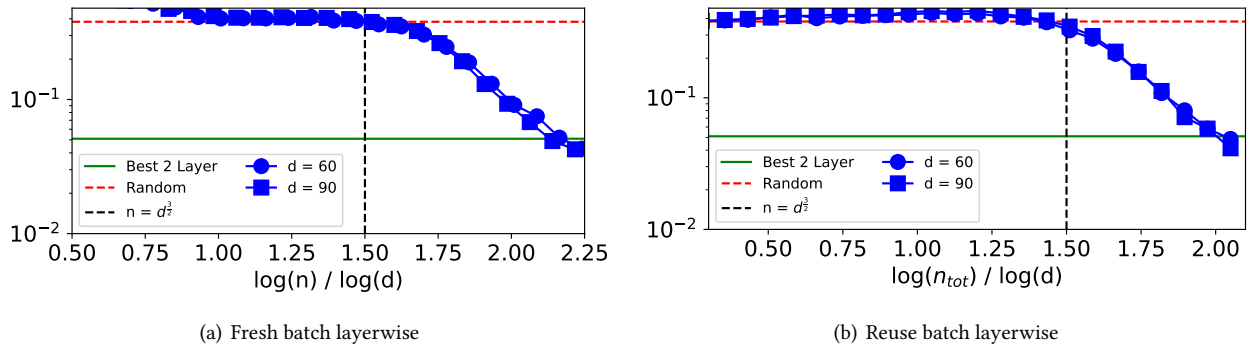 10⁻¹
10⁻²
Best 2 Layer
Random
n = d^{3/2}
d = 60
d = 90
0.50 0.75 1.00 1.25 1.50 1.75 2.00 2.25
log(n) / log(d)
(a) Fresh batch layerwise
10⁻¹
10⁻²
Best 2 Layer
Random
n = d^{3/2}
d = 60
d = 90
0.50 0.75 1.00 1.25 1.50 1.75 2.00
log(n_{tot}) / log(d)
(b) Reuse batch layerwise